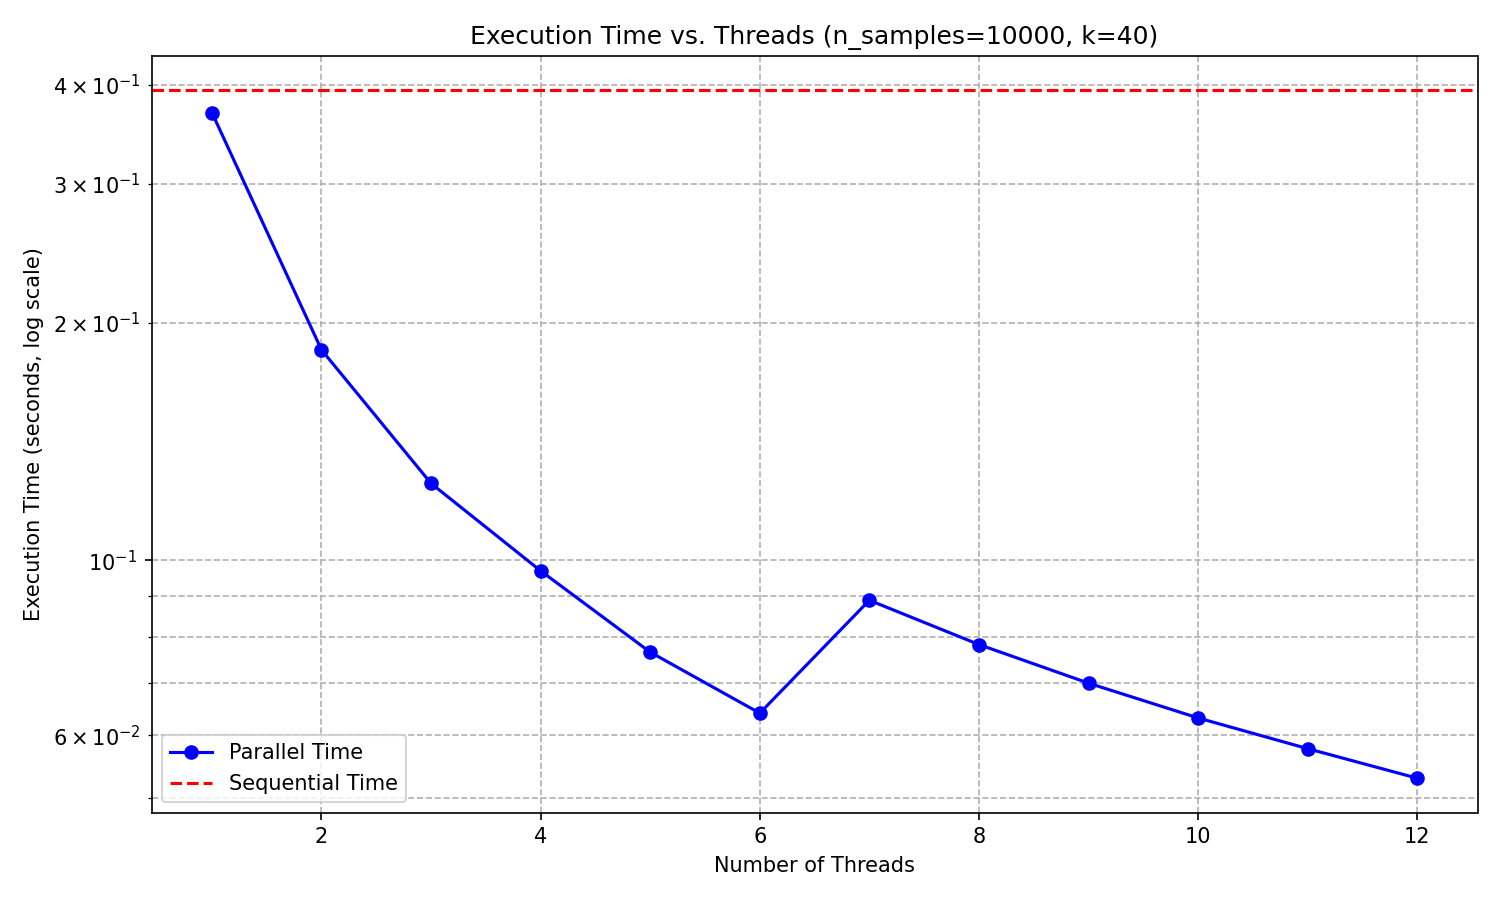 Execution Time vs. Threads (n_samples=10000, k=40)
Execution Time (seconds, log scale)
4 × 10⁻¹
3 × 10⁻¹
2 × 10⁻¹
10⁻¹
6 × 10⁻²
Parallel Time
Sequential Time
2 4 6 8 10 12
Number of Threads